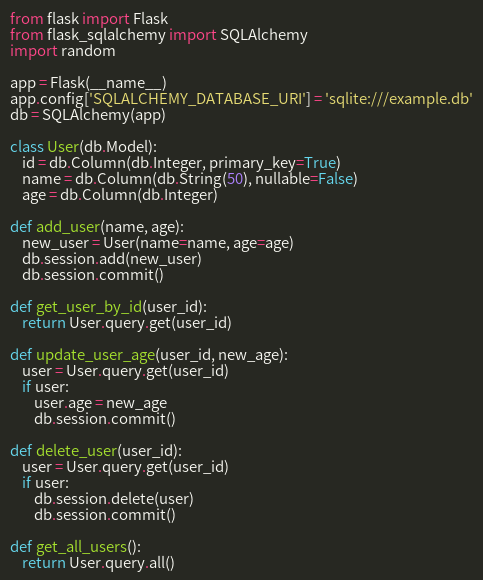 from flask import Flask
from flask_sqlalchemy import SQLAlchemy
import random

app = Flask(__name__)
app.config['SQLALCHEMY_DATABASE_URI'] = 'sqlite:///example.db'
db = SQLAlchemy(app)

class User(db.Model):
    id = db.Column(db.Integer, primary_key=True)
    name = db.Column(db.String(50), nullable=False)
    age = db.Column(db.Integer)

def add_user(name, age):
    new_user = User(name=name, age=age)
    db.session.add(new_user)
    db.session.commit()

def get_user_by_id(user_id):
    return User.query.get(user_id)

def update_user_age(user_id, new_age):
    user = User.query.get(user_id)
    if user:
        user.age = new_age
        db.session.commit()

def delete_user(user_id):
    user = User.query.get(user_id)
    if user:
        db.session.delete(user)
        db.session.commit()

def get_all_users():
    return User.query.all()